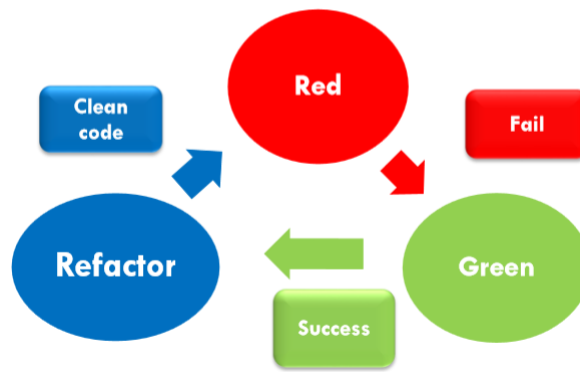 Red
Clean
code
Fail
Refactor
Green
Success